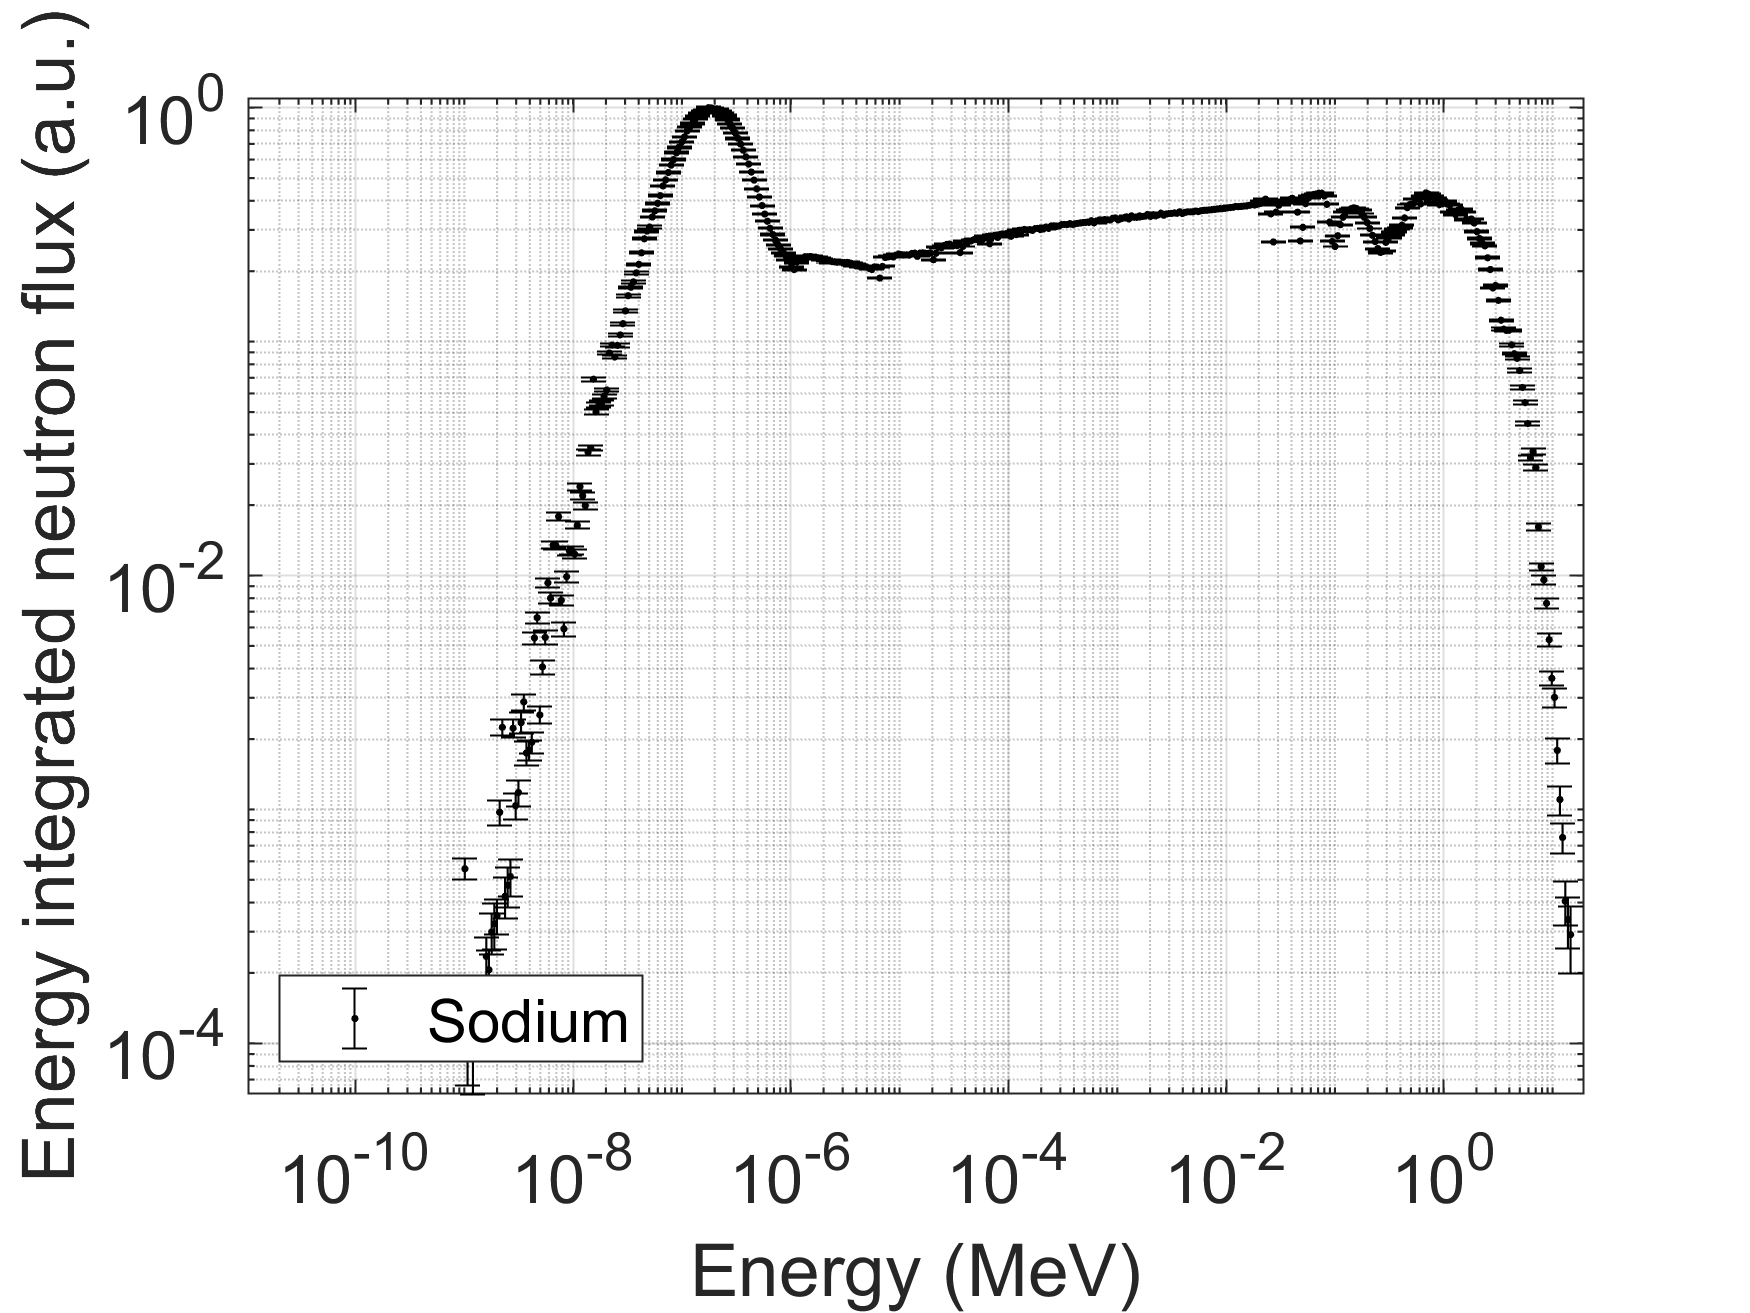 Energy integrated neutron flux (a.u.)
10^0
10^-2
10^-4
Sodium
10^-10 10^-8 10^-6 10^-4 10^-2 10^0
Energy (MeV)